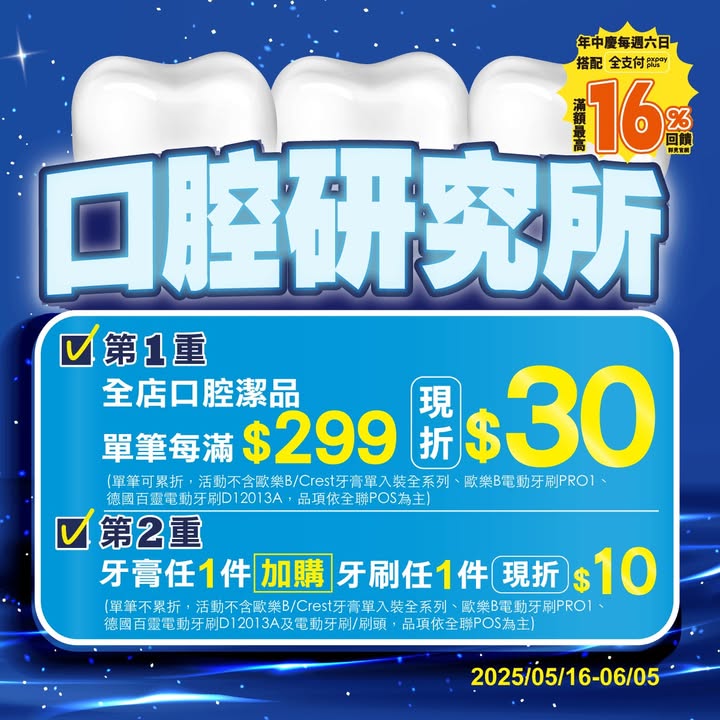 年中慶每週六日
搭配 全支付 pxpay plus
滿額最高 16% 回饋
詳見官網
口腔研究所
第1重
全店口腔潔品
單筆每滿 $299 現折 $30
(單筆可累折，活動不含歐樂B/Crest牙膏單入裝全系列、歐樂B電動牙刷PRO1、
德國百靈電動牙刷D12013A，品項依全聯POS為主)
第2重
牙膏任1件 加購 牙刷任1件 現折 $10
(單筆不累折，活動不含歐樂B/Crest牙膏單入裝全系列、歐樂B電動牙刷PRO1、
德國百靈電動牙刷D12013A及電動牙刷/刷頭，品項依全聯POS為主)
2025/05/16-06/05